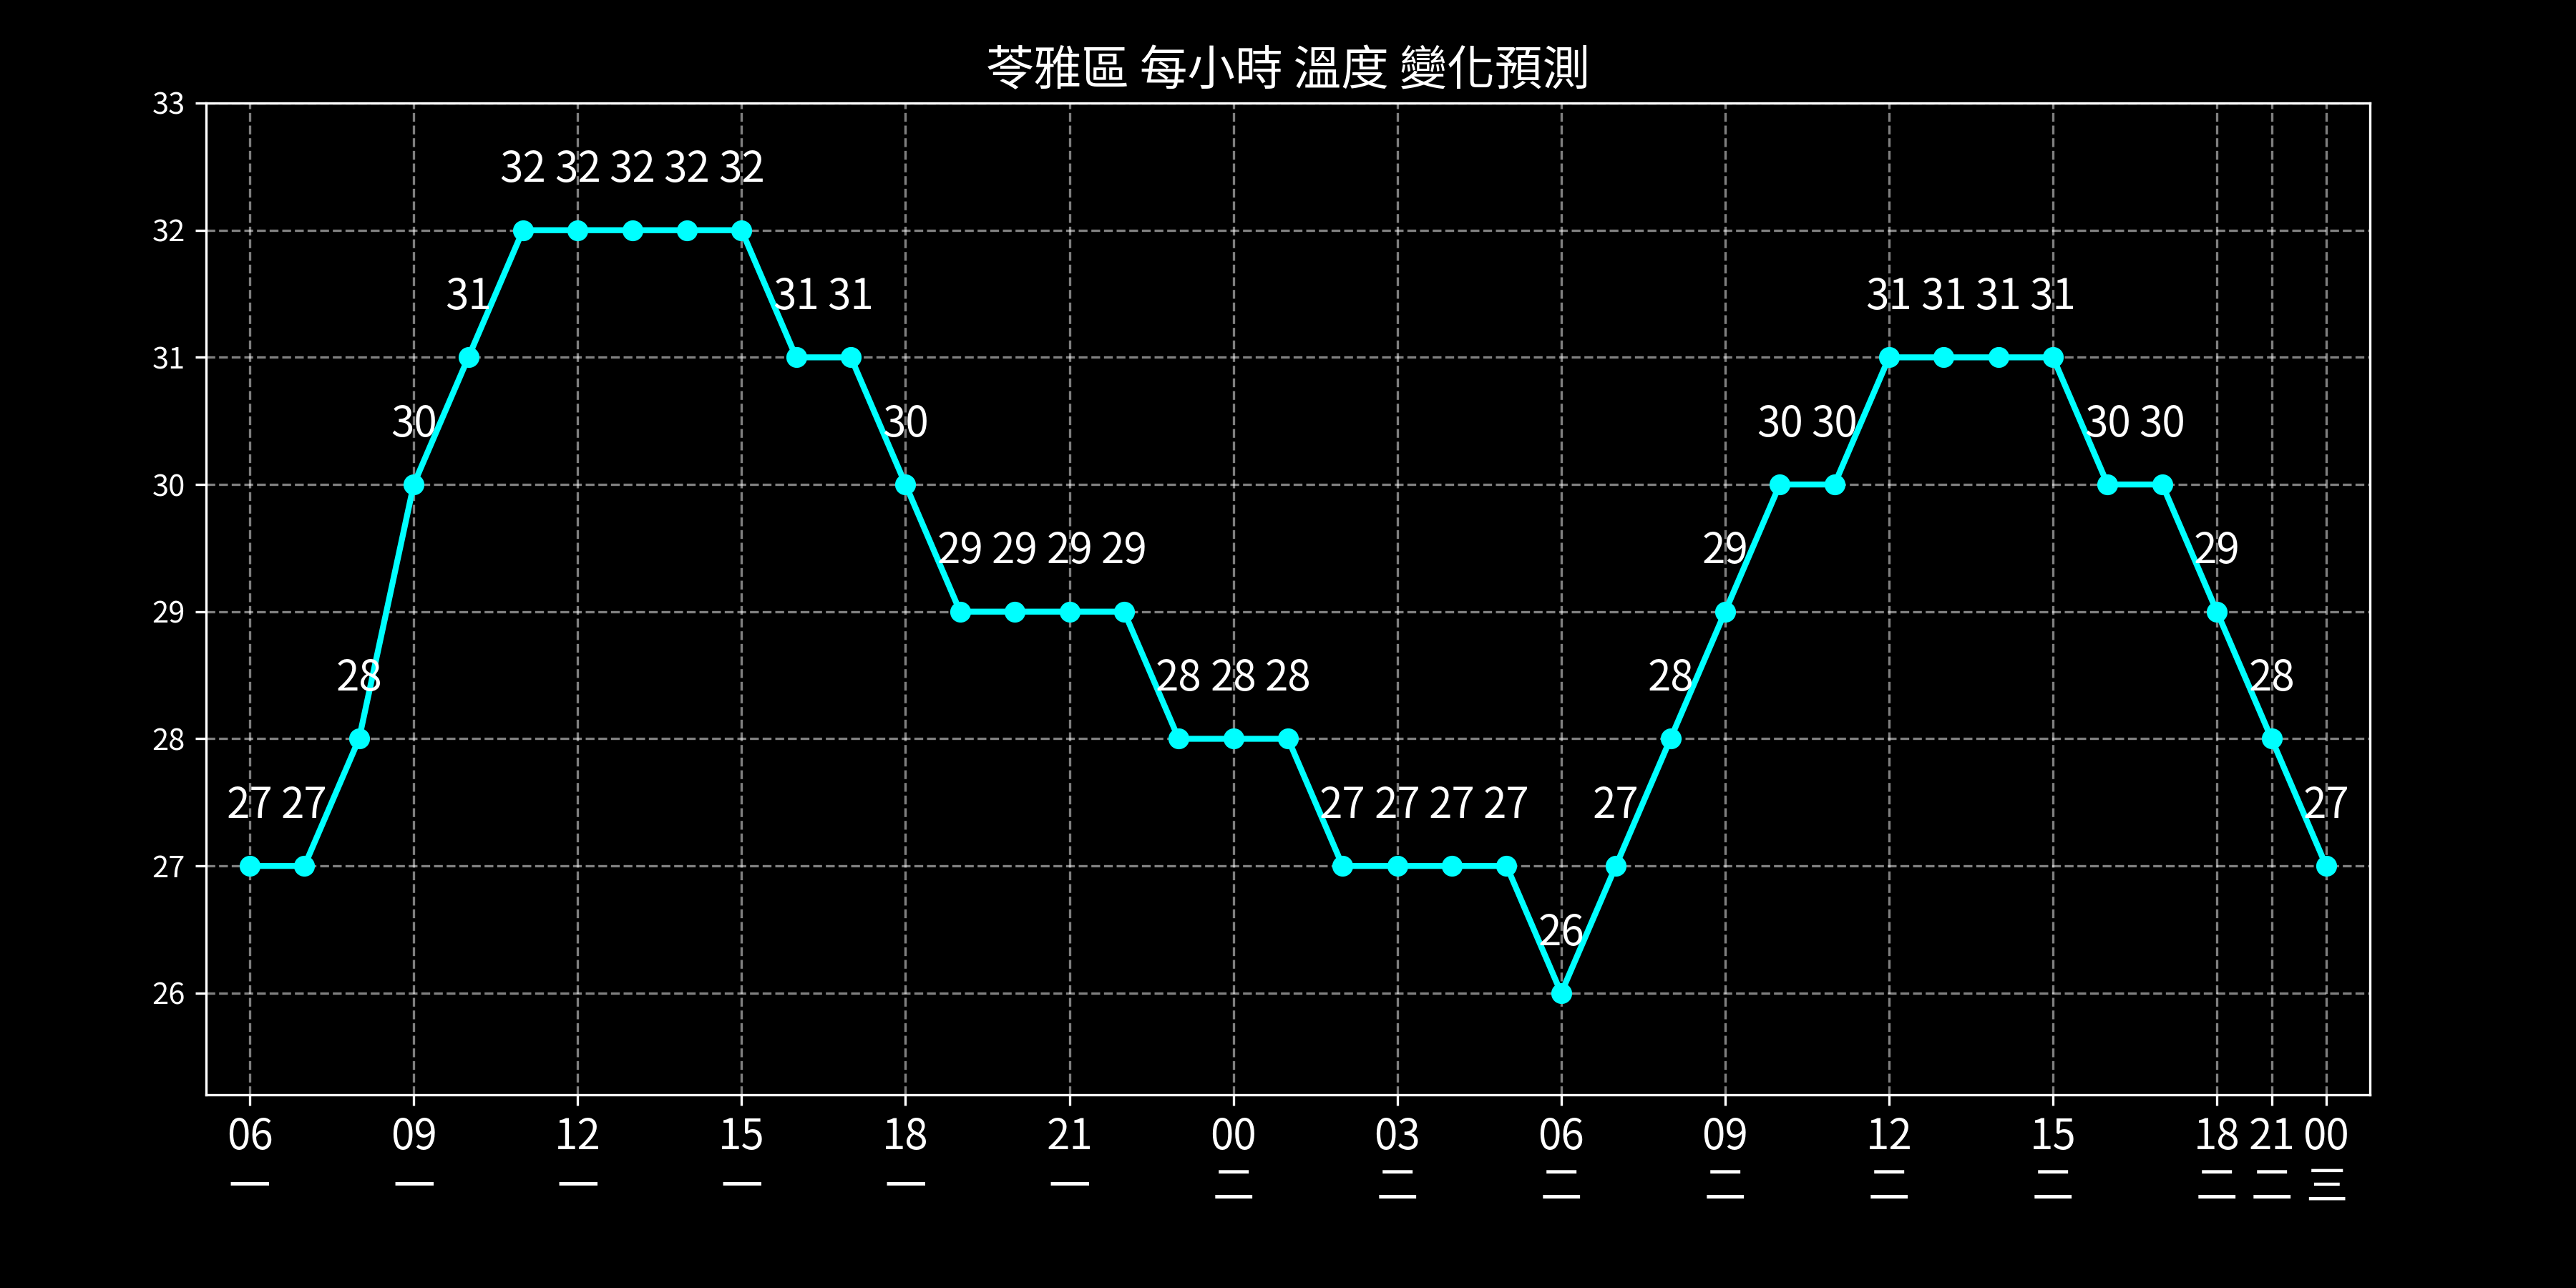 苓雅區 每小時 溫度 變化預測
33
32 32 32 32 32
32
31 31 31 31 31 31 31
31
30 30 30 30 30 30
30
29 29 29 29 29 29
29
28 28 28 28 28 28
28
27 27 27 27 27 27 27 27
27
26
26
06 09 12 15 18 21 00 03 06 09 12 15 18 21 00
一 一 一 一 一 一 二 二 二 二 二 二 二 二 三